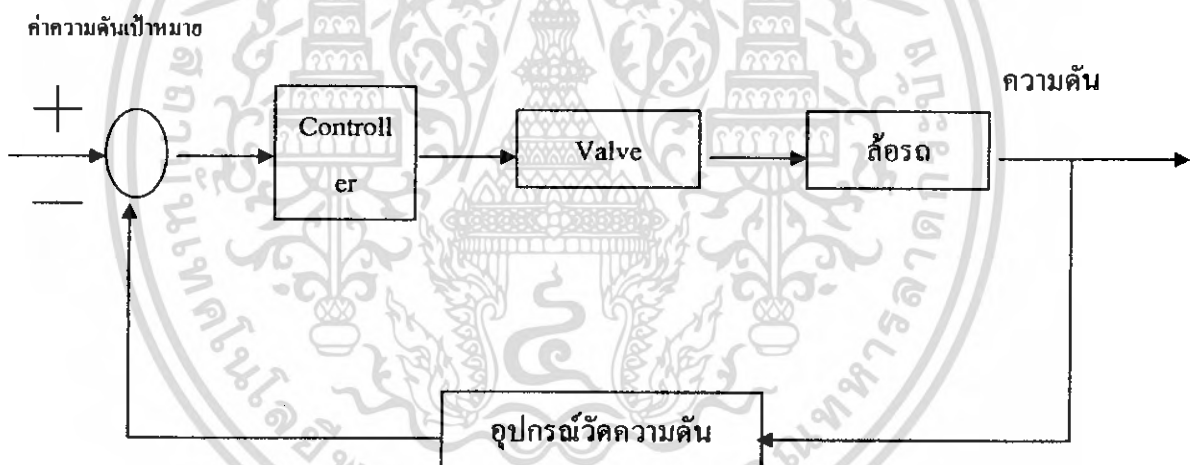 ค่าความดันเป้าหมาย
ความดัน
+
Controll
er
Valve
ล้อรถ
—
อุปกรณ์วัดความดัน